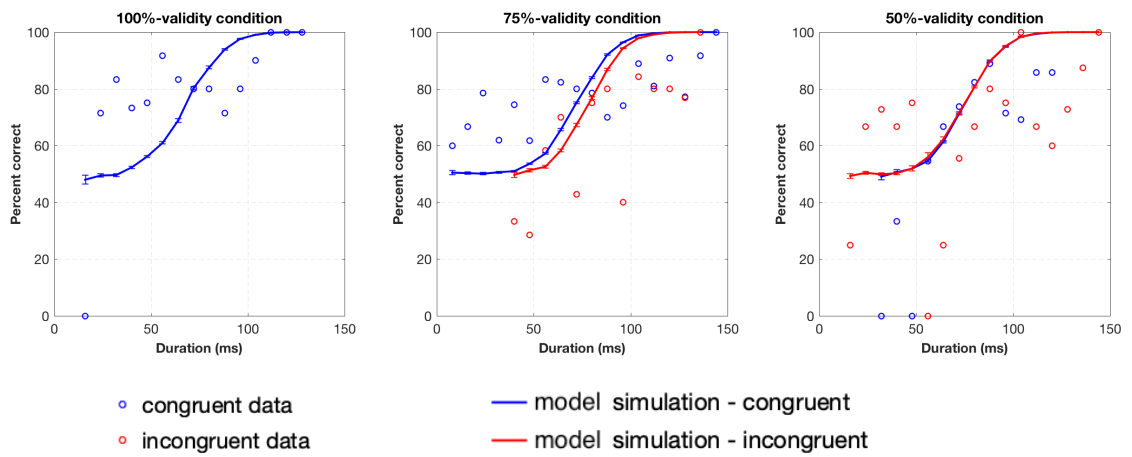 100%-validity condition
75%-validity condition
50%-validity condition
Percent correct
100
80
60
40
20
0
0
50
100
150
Duration (ms)
Percent correct
100
80
60
40
20
0
0
50
100
150
Duration (ms)
Percent correct
100
80
60
40
20
0
0
50
100
150
Duration (ms)
congruent data
incongruent data
model simulation - congruent
model simulation - incongruent